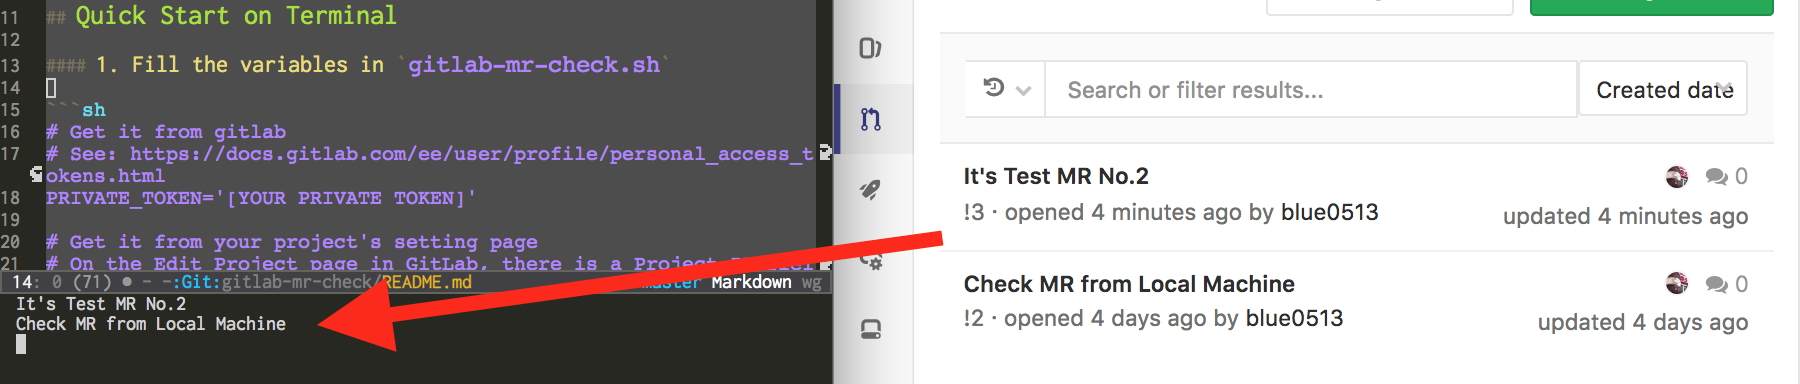 11 ## Quick Start on Terminal
12
13 #### 1. Fill the variables in `gitlab-mr-check.sh`
14
15 ```sh
16 # Get it from gitlab
17 # See: https://docs.gitlab.com/ee/user/profile/personal_access_t
okens.html
18 PRIVATE_TOKEN='[YOUR PRIVATE TOKEN]'
19
20 # Get it from your project's setting page
21 # On the Edit Project page in GitLab, there is a Project
14: 0 (71) ● - -:Git:gitlab-mr-check/README.md master Markdown wg
It's Test MR No.2
Check MR from Local Machine
Search or filter results...
Created date
It's Test MR No.2
0
!3 · opened 4 minutes ago by blue0513
updated 4 minutes ago
Check MR from Local Machine
0
!2 · opened 4 days ago by blue0513
updated 4 days ago